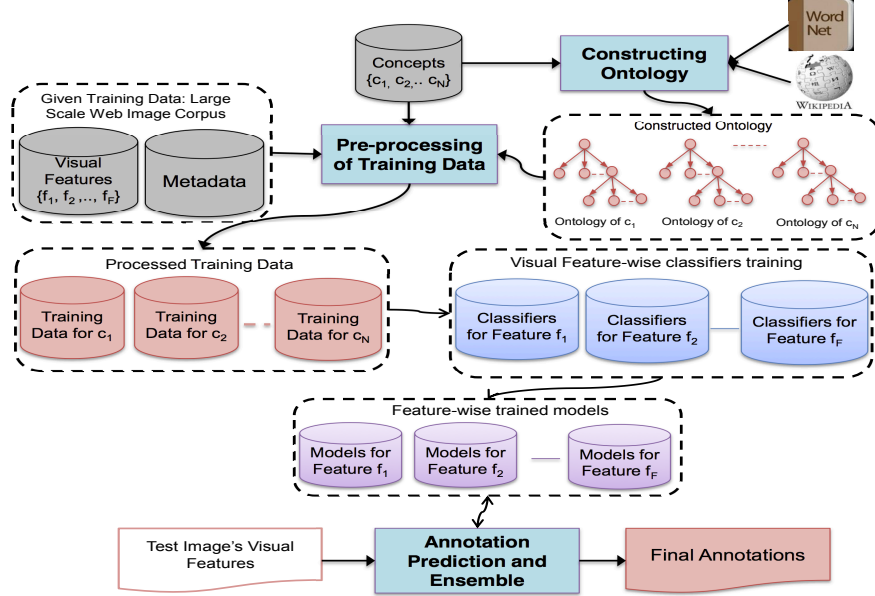 Word
Net
WIKIPEDIA
Concepts
{c1, c2,.. cN}
Constructing
Ontology
Given Training Data: Large
Scale Web Image Corpus
Visual
Features
{f1, f2 ,.., fF}
Metadata
Pre-processing
of Training Data
Constructed Ontology
Ontology of c1
Ontology of c2
Ontology of cN
Processed Training Data
Training
Data for c1
Training
Data for c2
Training
Data for cN
Visual Feature-wise classifiers training
Classifiers
for Feature f1
Classifiers
for Feature f2
Classifiers for
Feature fF
Feature-wise trained models
Models for
Feature f1
Models for
Feature f2
Models for
Feature fF
Test Image's Visual
Features
Annotation
Prediction and
Ensemble
Final Annotations